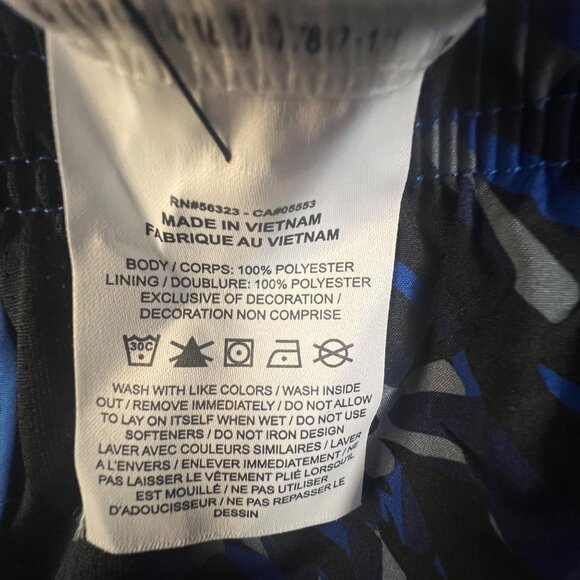 RN#56323 - CA#05553
MADE IN VIETNAM
FABRIQUE AU VIETNAM
BODY / CORPS: 100% POLYESTER
LINING / DOUBLURE: 100% POLYESTER
EXCLUSIVE OF DECORATION /
DECORATION NON COMPRISE
30C
WASH WITH LIKE COLORS / WASH INSIDE
OUT / REMOVE IMMEDIATELY / DO NOT ALLOW
TO LAY ON ITSELF WHEN WET / DO NOT USE
SOFTENERS / DO NOT IRON DESIGN
LAVER AVEC COULEURS SIMILAIRES / LAVER
A L'ENVERS / ENLEVER IMMEDIATEMENT / NE
PAS LAISSER LE VÊTEMENT PLIÉ LORSQU'IL
EST MOUILLÉ / NE PAS UTILISER
D'ADOUCISSEUR / NE PAS REPASSER
DESSIN